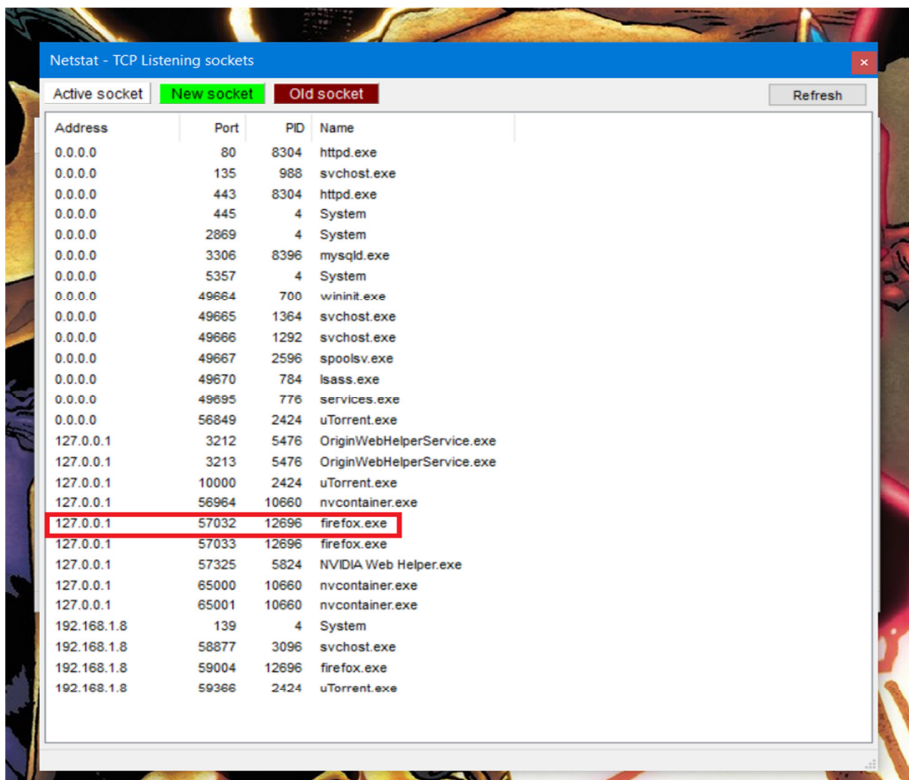 Netstat - TCP Listening sockets
Active socket New socket Old socket Refresh
Address Port PID Name
0.0.0.0 80 8304 httpd.exe
0.0.0.0 135 988 svchost.exe
0.0.0.0 443 8304 httpd.exe
0.0.0.0 445 4 System
0.0.0.0 2869 4 System
0.0.0.0 3306 8396 mysqld.exe
0.0.0.0 5357 4 System
0.0.0.0 49664 700 wininit.exe
0.0.0.0 49665 1364 svchost.exe
0.0.0.0 49666 1292 svchost.exe
0.0.0.0 49667 2596 spoolsv.exe
0.0.0.0 49670 784 lsass.exe
0.0.0.0 49695 776 services.exe
0.0.0.0 56849 2424 uTorrent.exe
127.0.0.1 3212 5476 OriginWebHelperService.exe
127.0.0.1 3213 5476 OriginWebHelperService.exe
127.0.0.1 10000 2424 uTorrent.exe
127.0.0.1 56964 10660 nvcontainer.exe
127.0.0.1 57032 12696 firefox.exe
127.0.0.1 57033 12696 firefox.exe
127.0.0.1 57325 5824 NVIDIA Web Helper.exe
127.0.0.1 65000 10660 nvcontainer.exe
127.0.0.1 65001 10660 nvcontainer.exe
192.168.1.8 139 4 System
192.168.1.8 58877 3096 svchost.exe
192.168.1.8 59004 12696 firefox.exe
192.168.1.8 59366 2424 uTorrent.exe